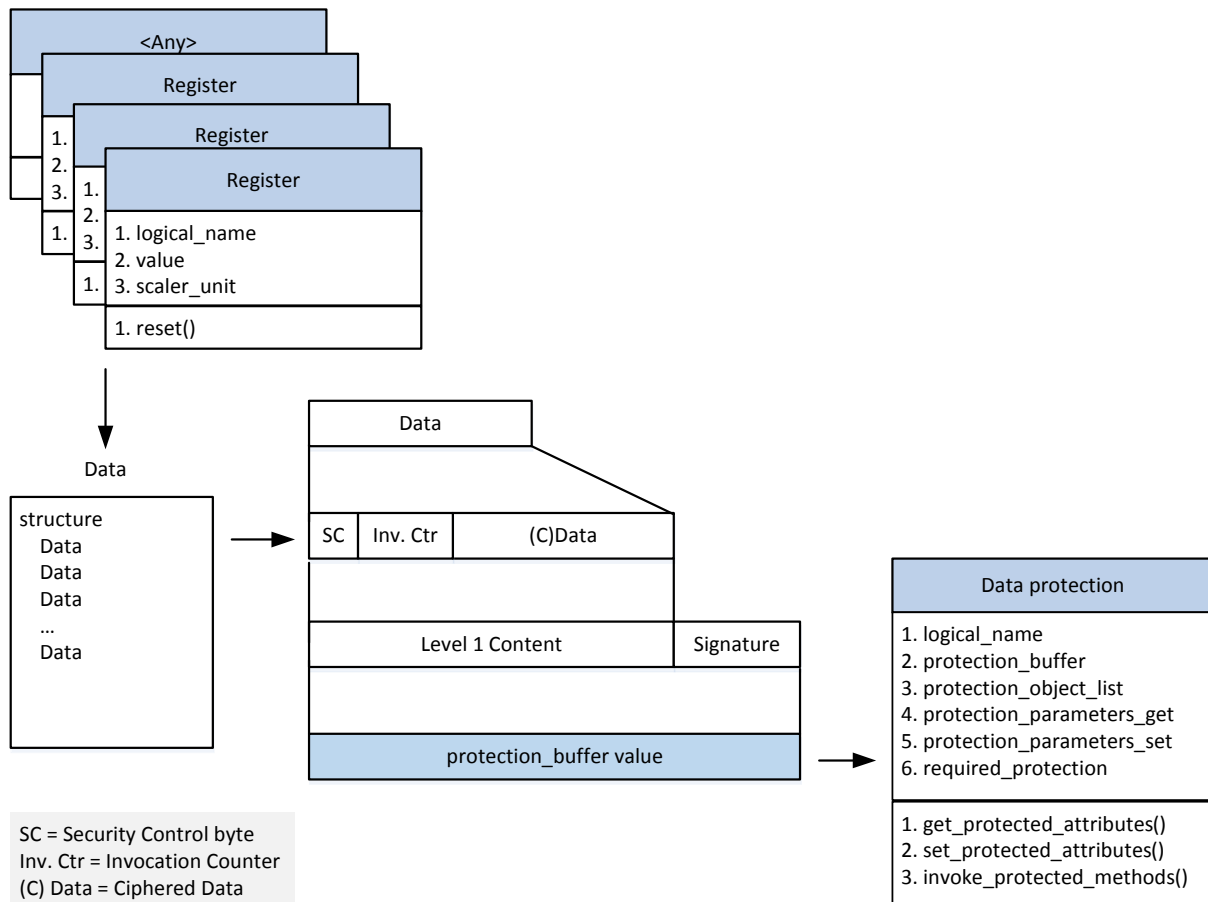 <Any>
Register
1.
2.
3.
1.
Register
1.
2.
3.
1.
Register
1. logical_name
2. value
3. scaler_unit
1. reset()
Data
structure
Data
Data
Data
...
Data
Data
SC Inv. Ctr (C)Data
Level 1 Content Signature
protection_buffer value
Data protection
1. logical_name
2. protection_buffer
3. protection_object_list
4. protection_parameters_get
5. protection_parameters_set
6. required_protection
1. get_protected_attributes()
2. set_protected_attributes()
3. invoke_protected_methods()
SC = Security Control byte
Inv. Ctr = Invocation Counter
(C) Data = Ciphered Data